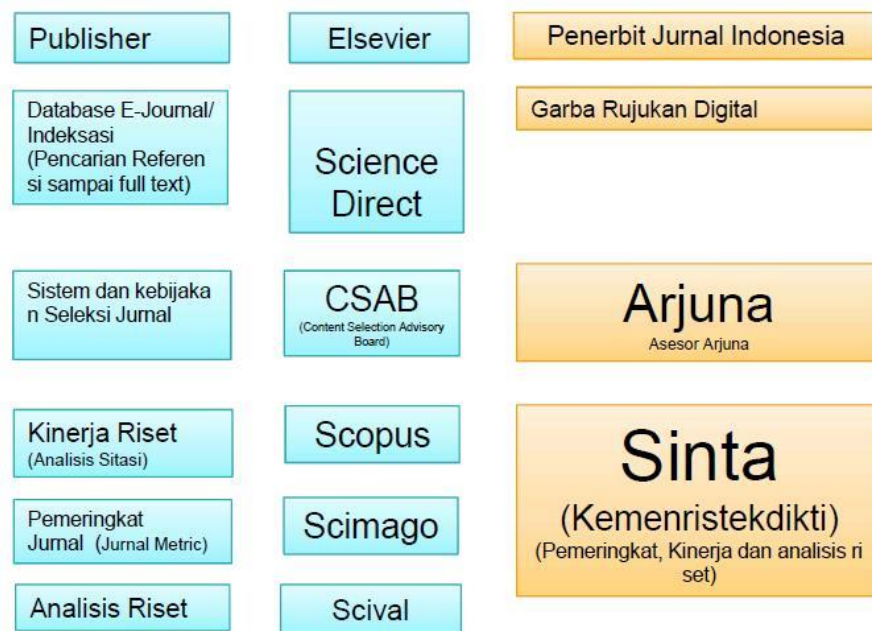 Publisher
Elsevier
Penerbit Jurnal Indonesia
Database E-Journal/
Indeksasi
(Pencarian Referen
si sampai full text)
Science
Direct
Garba Rujukan Digital
Sistem dan kebijaka
n Seleksi Jurnal
CSAB
(Content Selection Advisory
Board)
Arjuna
Asesor Arjuna
Kinerja Riset
(Analisis Sitasi)
Scopus
Sinta
(Kemenristekdikti)
(Pemeringkat, Kinerja dan analisis ri
set)
Pemeringkat
Jurnal (Jurnal Metric)
Scimago
Analisis Riset
Scival